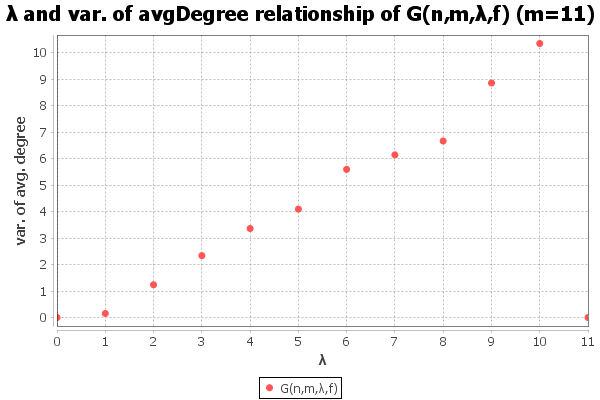 λ and var. of avgDegree relationship of G(n,m,λ,f) (m=11)
var. of avg. degree
10
9
8
7
6
5
4
3
2
1
0
0 1 2 3 4 5 6 7 8 9 10 11
λ
G(n,m,λ,f)